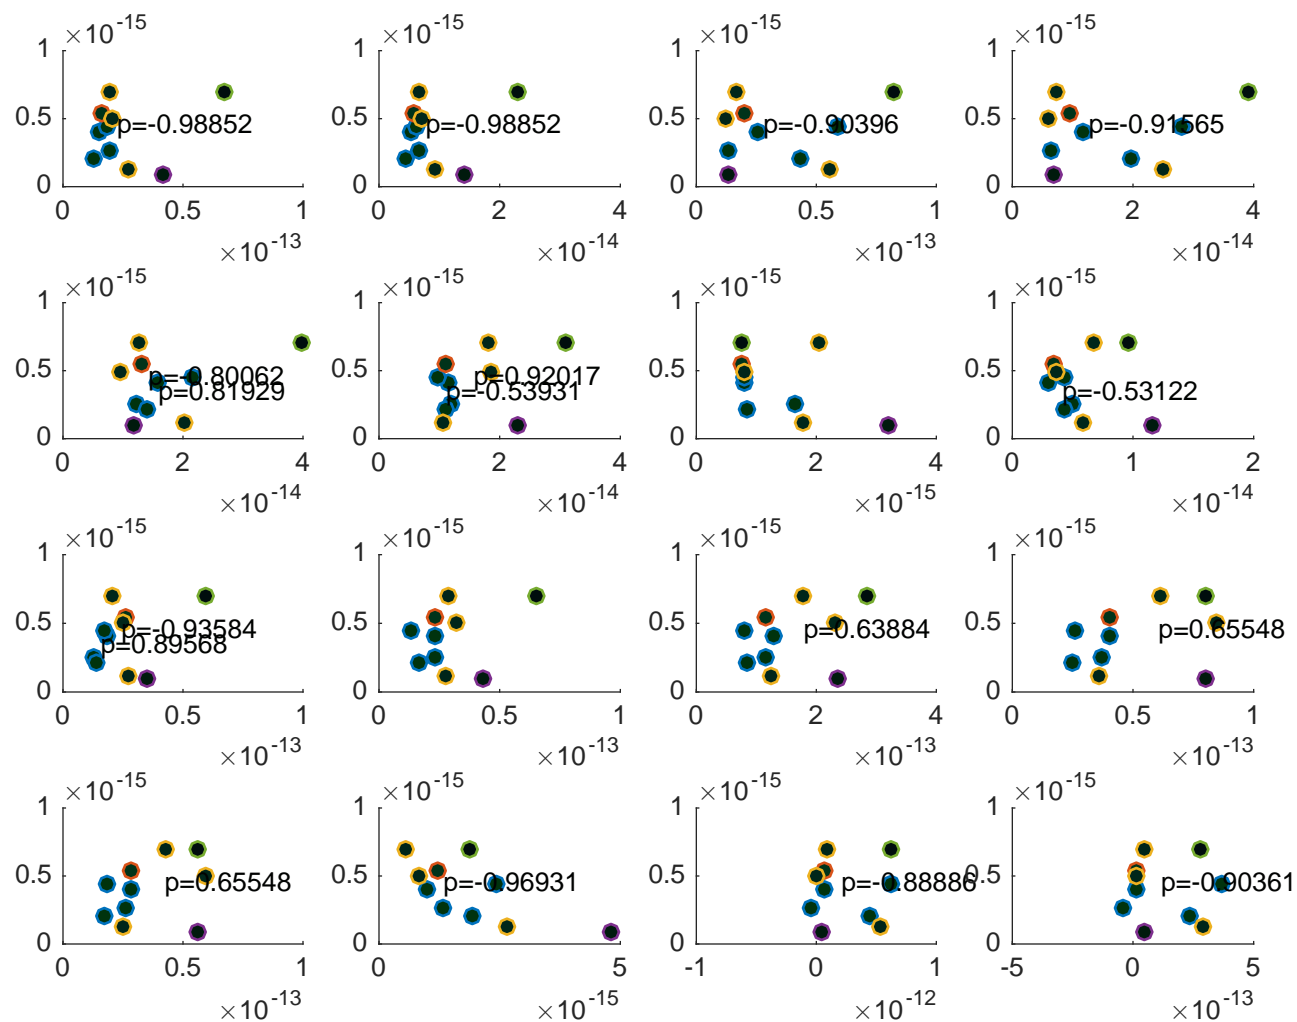 ×10-15 ×10-15 ×10-15 ×10-15
1 1 1 1
0.5 p=-0.98852 0.5 p=-0.98852 0.5 p=-0.90396 0.5 p=-0.91565
0 0 0 0
0 0.5 1 0 2 4 0 0.5 1 0 2 4
×10-13 ×10-14 ×10-13 ×10-14
×10-15 ×10-15 ×10-15 ×10-15
1 1 1 1
0.5 p=-0.80062 0.5 p=0.92017 0.5 0.5
p=0.81929 p=-0.53931 p=-0.53122
0 0 0 0
0 2 4 0 2 4 0 2 4 0 1 2
×10-14 ×10-14 ×10-15 ×10-14
×10-15 ×10-15 ×10-15 ×10-15
1 1 1 1
0.5 p=-0.93584 0.5 0.5 p=0.63884 0.5 p=0.65548
p=0.89568
0 0 0 0
0 0.5 1 0 0.5 1 0 2 4 0 0.5 1
×10-13 ×10-13 ×10-13 ×10-13
×10-15 ×10-15 ×10-15 ×10-15
1 1 1 1
0.5 p=0.65548 0.5 p=-0.96931 0.5 p=-0.88886 0.5 p=-0.90361
0 0 0 0
0 0.5 1 0 5 -1 0 1 -5 0 5
×10-13 ×10-15 ×10-12 ×10-13